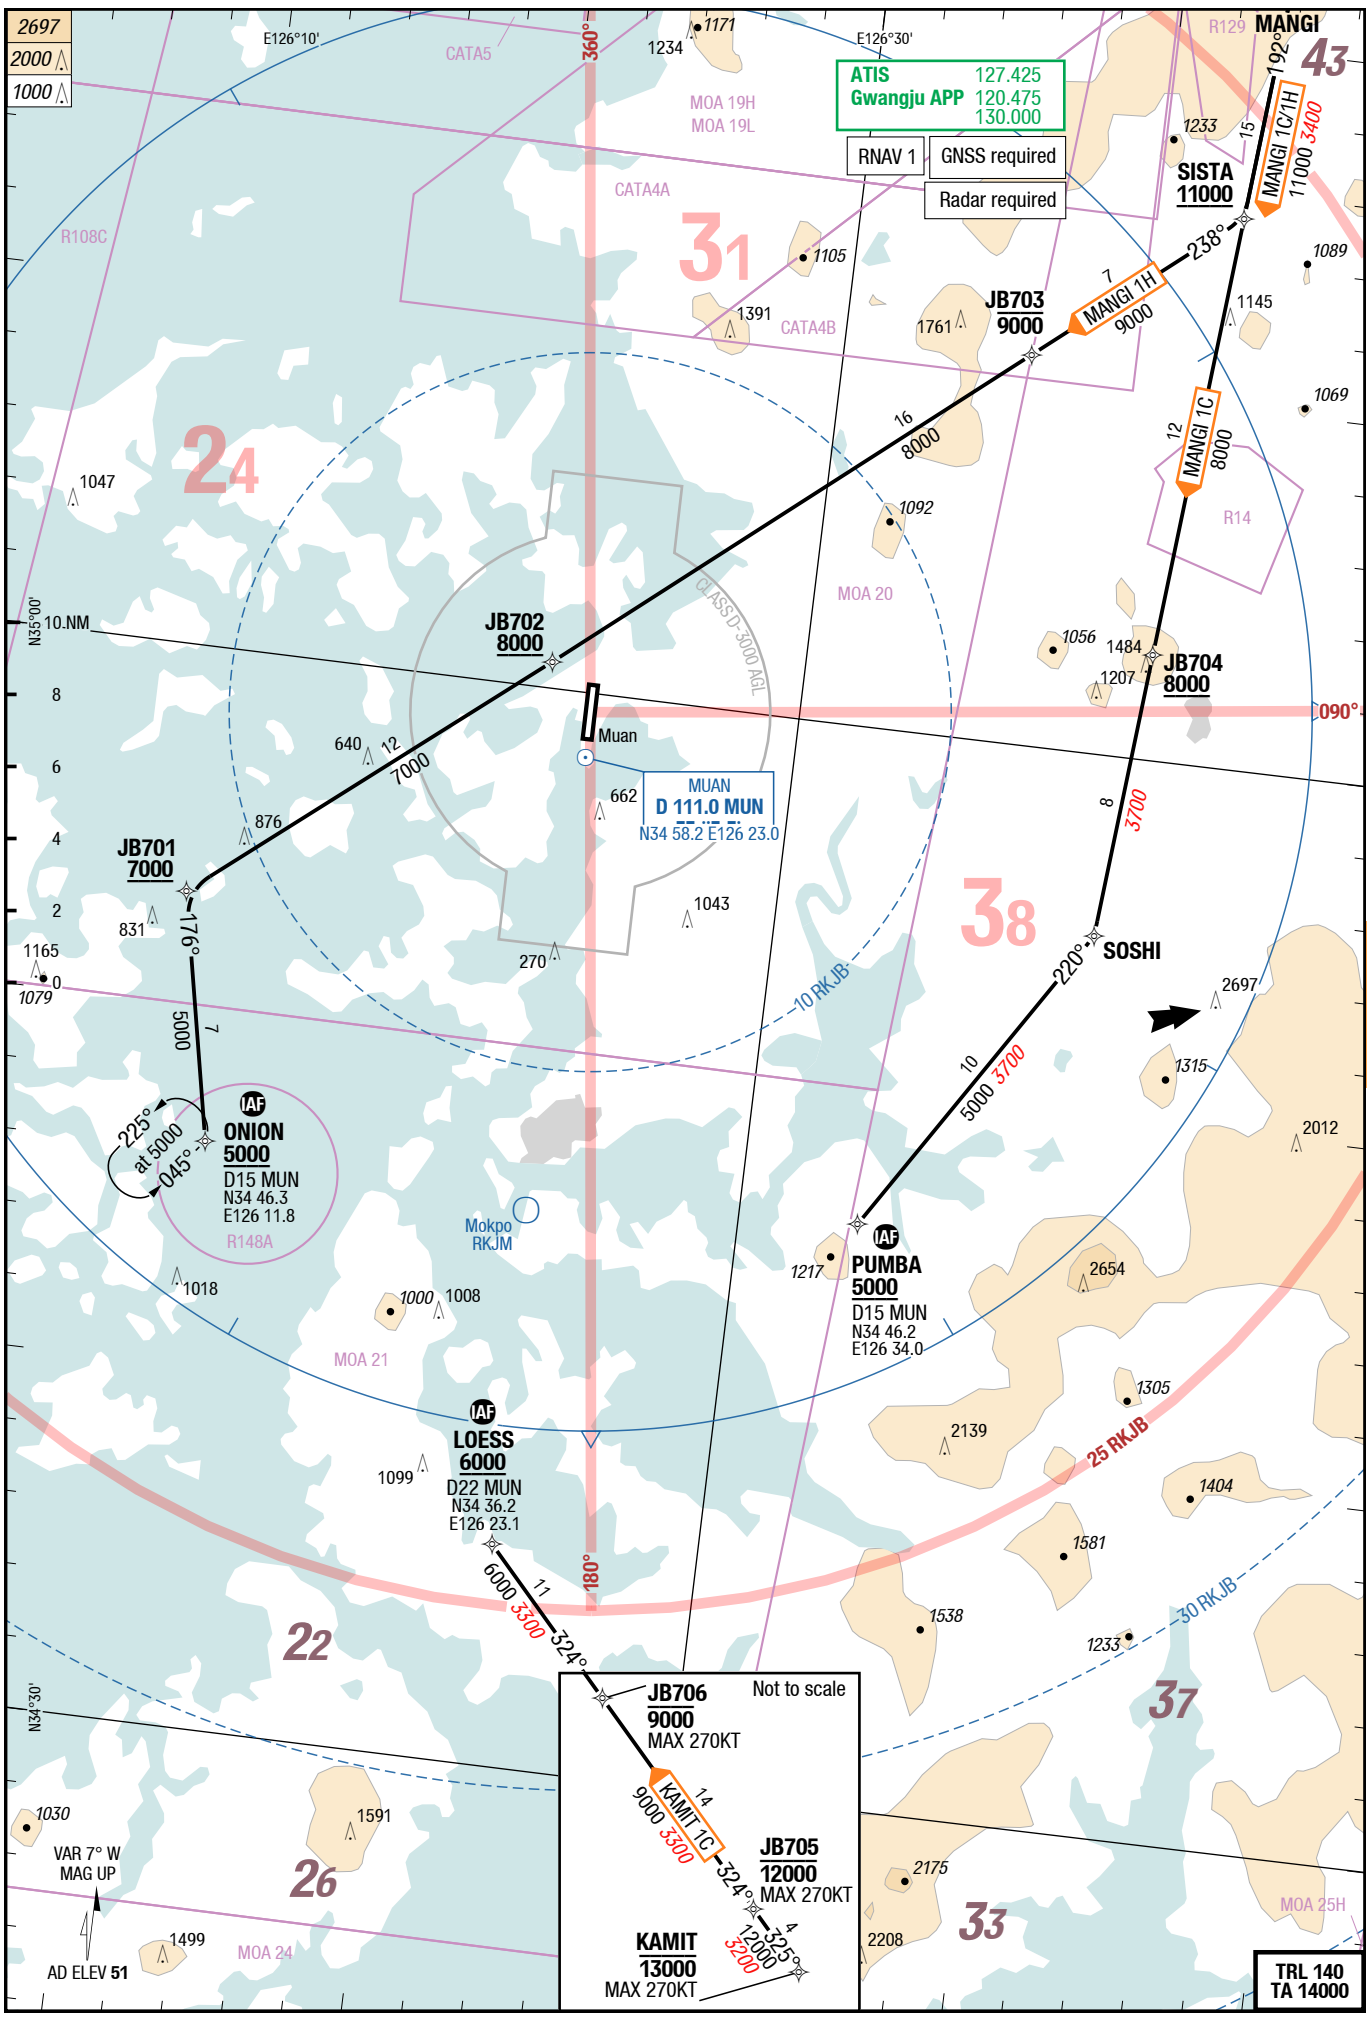 2697
2000
1000
E126°10'
CATA5
360°
1171
1234
E126°30'
R129
MANGI
43
192°
MOA 19H
MOA 19L
ATIS 127.425
Gwangju APP 120.475
130.000
RNAV 1
GNSS required
Radar required
15
MANGI 1C/1H
11000 3400
1233
SISTA
11000
CATA4A
R108C
31
1105
238°
1089
7
MANGI 1H
9000
JB703
9000
1391
CATA4B
1761
1145
1069
16
8000
12
MANGI 1C
8000
24
1047
1092
R14
CLASS D-3000 AGL
MOA 20
N35°00'
10 NM
8
6
4
2
0
JB702
8000
1056
1484
1207
JB704
8000
090°
Muan
640
12
7000
662
MUAN
D 111.0 MUN
N34 58.2 E126 23.0
876
8
3700
JB701
7000
831
176°
1043
38
270
220°
SOSHI
1165
1079
10 RKJB
2697
7
5000
1315
10
5000 3700
225°
at 5000
045°
IAF
ONION
5000
D15 MUN
N34 46.3
E126 11.8
R148A
2012
Mokpo
RKJM
IAF
PUMBA
5000
D15 MUN
N34 46.2
E126 34.0
1217
2654
1018
1000
1008
MOA 21
1305
IAF
LOESS
6000
D22 MUN
N34 36.2
E126 23.1
1099
2139
25 RKJB
1404
11
6000 3300
180°
1581
324°
1538
1233
30 RKJB
22
37
N34°30'
JB706
9000
MAX 270KT
Not to scale
14
KAMIT 1C
9000 3300
1030
1591
VAR 7° W
MAG UP
26
JB705
12000
MAX 270KT
324°
2175
4
325°
12000
3200
33
MOA 25H
KAMIT
13000
MAX 270KT
2208
1499
MOA 24
AD ELEV 51
TRL 140
TA 14000